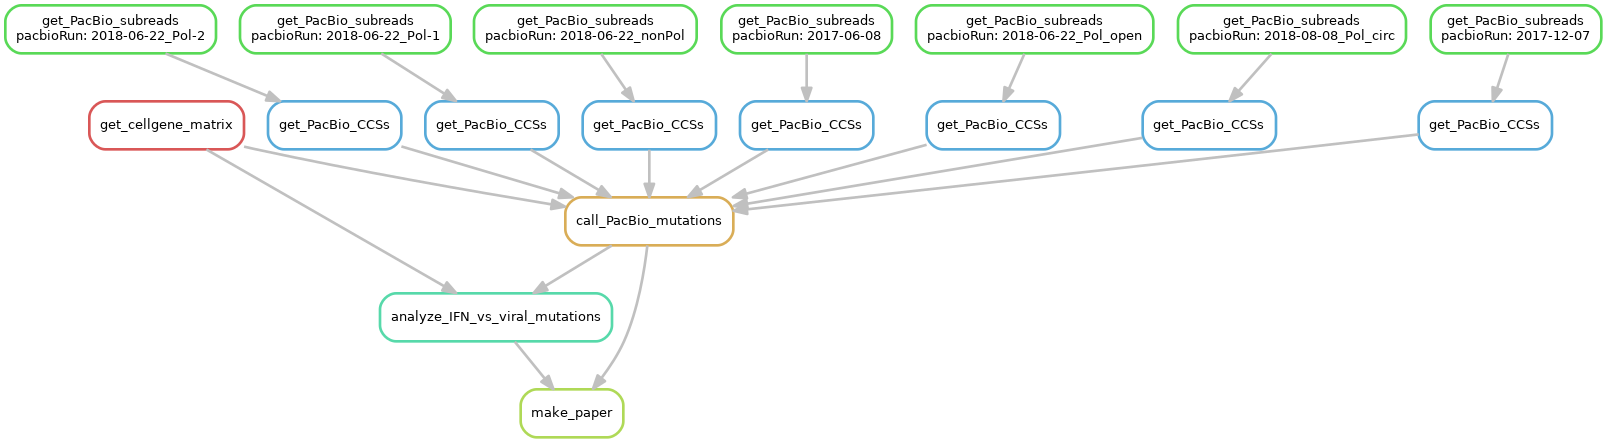 get_PacBio_subreads
pacbioRun: 2018-06-22_Pol-2
get_PacBio_subreads
pacbioRun: 2018-06-22_Pol-1
get_PacBio_subreads
pacbioRun: 2018-06-22_nonPol
get_PacBio_subreads
pacbioRun: 2017-06-08
get_PacBio_subreads
pacbioRun: 2018-06-22_Pol_open
get_PacBio_subreads
pacbioRun: 2018-08-08_Pol_circ
get_PacBio_subreads
pacbioRun: 2017-12-07
get_cellgene_matrix
get_PacBio_CCSs
get_PacBio_CCSs
get_PacBio_CCSs
get_PacBio_CCSs
get_PacBio_CCSs
get_PacBio_CCSs
get_PacBio_CCSs
call_PacBio_mutations
analyze_IFN_vs_viral_mutations
make_paper